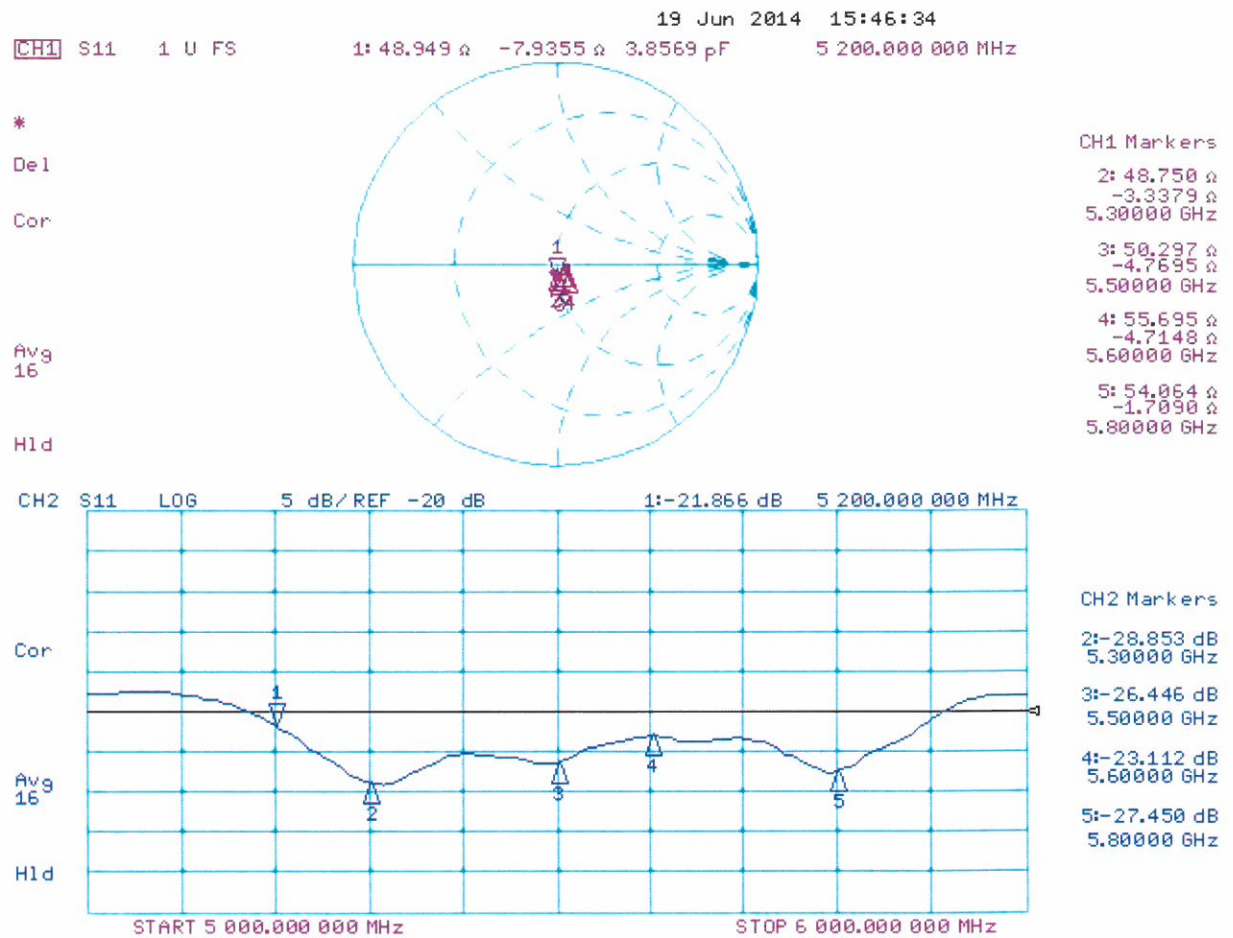 19 Jun 2014 15:46:34
CH1 S11 1 U FS 1: 48.949 Ω -7.9355 Ω 3.8569 pF 5 200.000 000 MHz
*
Del
Cor
Avg
16
Hld
1
CH1 Markers
2: 48.750 Ω
-3.3379 Ω
5.30000 GHz
3: 50.297 Ω
-4.7695 Ω
5.50000 GHz
4: 55.695 Ω
-4.7148 Ω
5.60000 GHz
5: 54.064 Ω
-1.7090 Ω
5.80000 GHz
CH2 S11 LOG 5 dB/ REF -20 dB 1:-21.866 dB 5 200.000 000 MHz
Cor
Avg
16
Hld
1
2
3
4
5
CH2 Markers
2:-28.853 dB
5.30000 GHz
3:-26.446 dB
5.50000 GHz
4:-23.112 dB
5.60000 GHz
5:-27.450 dB
5.80000 GHz
START 5 000.000 000 MHz STOP 6 000.000 000 MHz